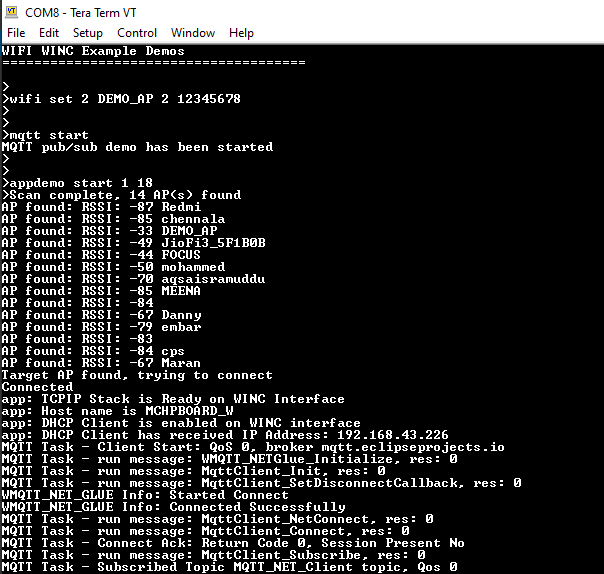 COM8 - Tera Term VT
File Edit Setup Control Window Help
WIFI WINC Example Demos
======================================
>
>wifi set 2 DEMO_AP 2 12345678
>
>
>mqtt start
MQTT pub/sub demo has been started
>
>
>appdemo start 1 18
>Scan complete, 14 AP(s) found
AP found: RSSI: -87 Redmi
AP found: RSSI: -85 chennala
AP found: RSSI: -33 DEMO_AP
AP found: RSSI: -49 JioFi3_5F1B0B
AP found: RSSI: -44 FOCUS
AP found: RSSI: -50 mohammed
AP found: RSSI: -70 aqsaisramuddu
AP found: RSSI: -85 MEENA
AP found: RSSI: -84
AP found: RSSI: -67 Danny
AP found: RSSI: -79 embar
AP found: RSSI: -83
AP found: RSSI: -84 cps
AP found: RSSI: -67 Maran
Target AP found, trying to connect
Connected
app: TCPIP Stack is Ready on WINC Interface
app: Host name is MCHPBOARD_W
app: DHCP Client is enabled on WINC interface
app: DHCP Client has received IP Address: 192.168.43.226
MQTT Task - Client Start: QoS 0, broker mqtt.eclipseprojects.io
MQTT Task - run message: WMQTT_NETGlue_Initialize, res: 0
MQTT Task - run message: MqttClient_Init, res: 0
MQTT Task - run message: MqttClient_SetDisconnectCallback, res: 0
WMQTT_NET_GLUE Info: Started Connect
WMQTT_NET_GLUE Info: Connected Successfully
MQTT Task - run message: MqttClient_NetConnect, res: 0
MQTT Task - run message: MqttClient_Connect, res: 0
MQTT Task - Connect Ack: Return Code 0, Session Present No
MQTT Task - run message: MqttClient_Subscribe, res: 0
MQTT Task - Subscribed Topic MQTT_NET_Client topic, Qos 0